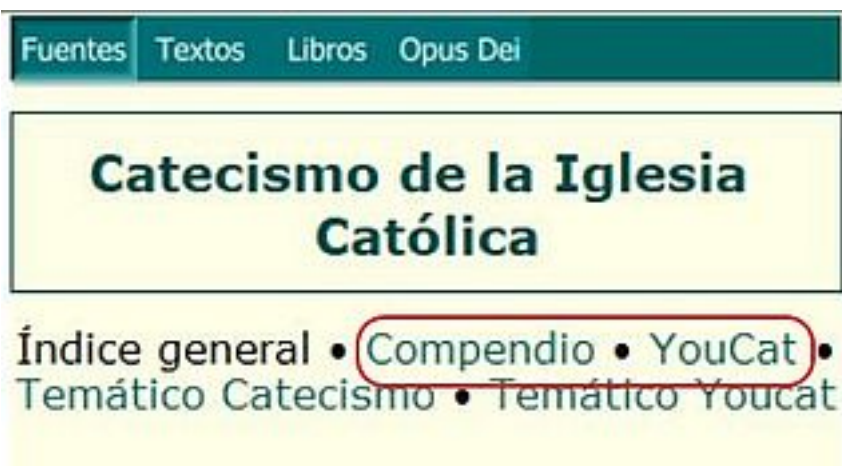 Fuentes Textos Libros Opus Dei
Catecismo de la Iglesia
Católica
Índice general • Compendio • YouCat •
Temático Catecismo • Temático Youcat